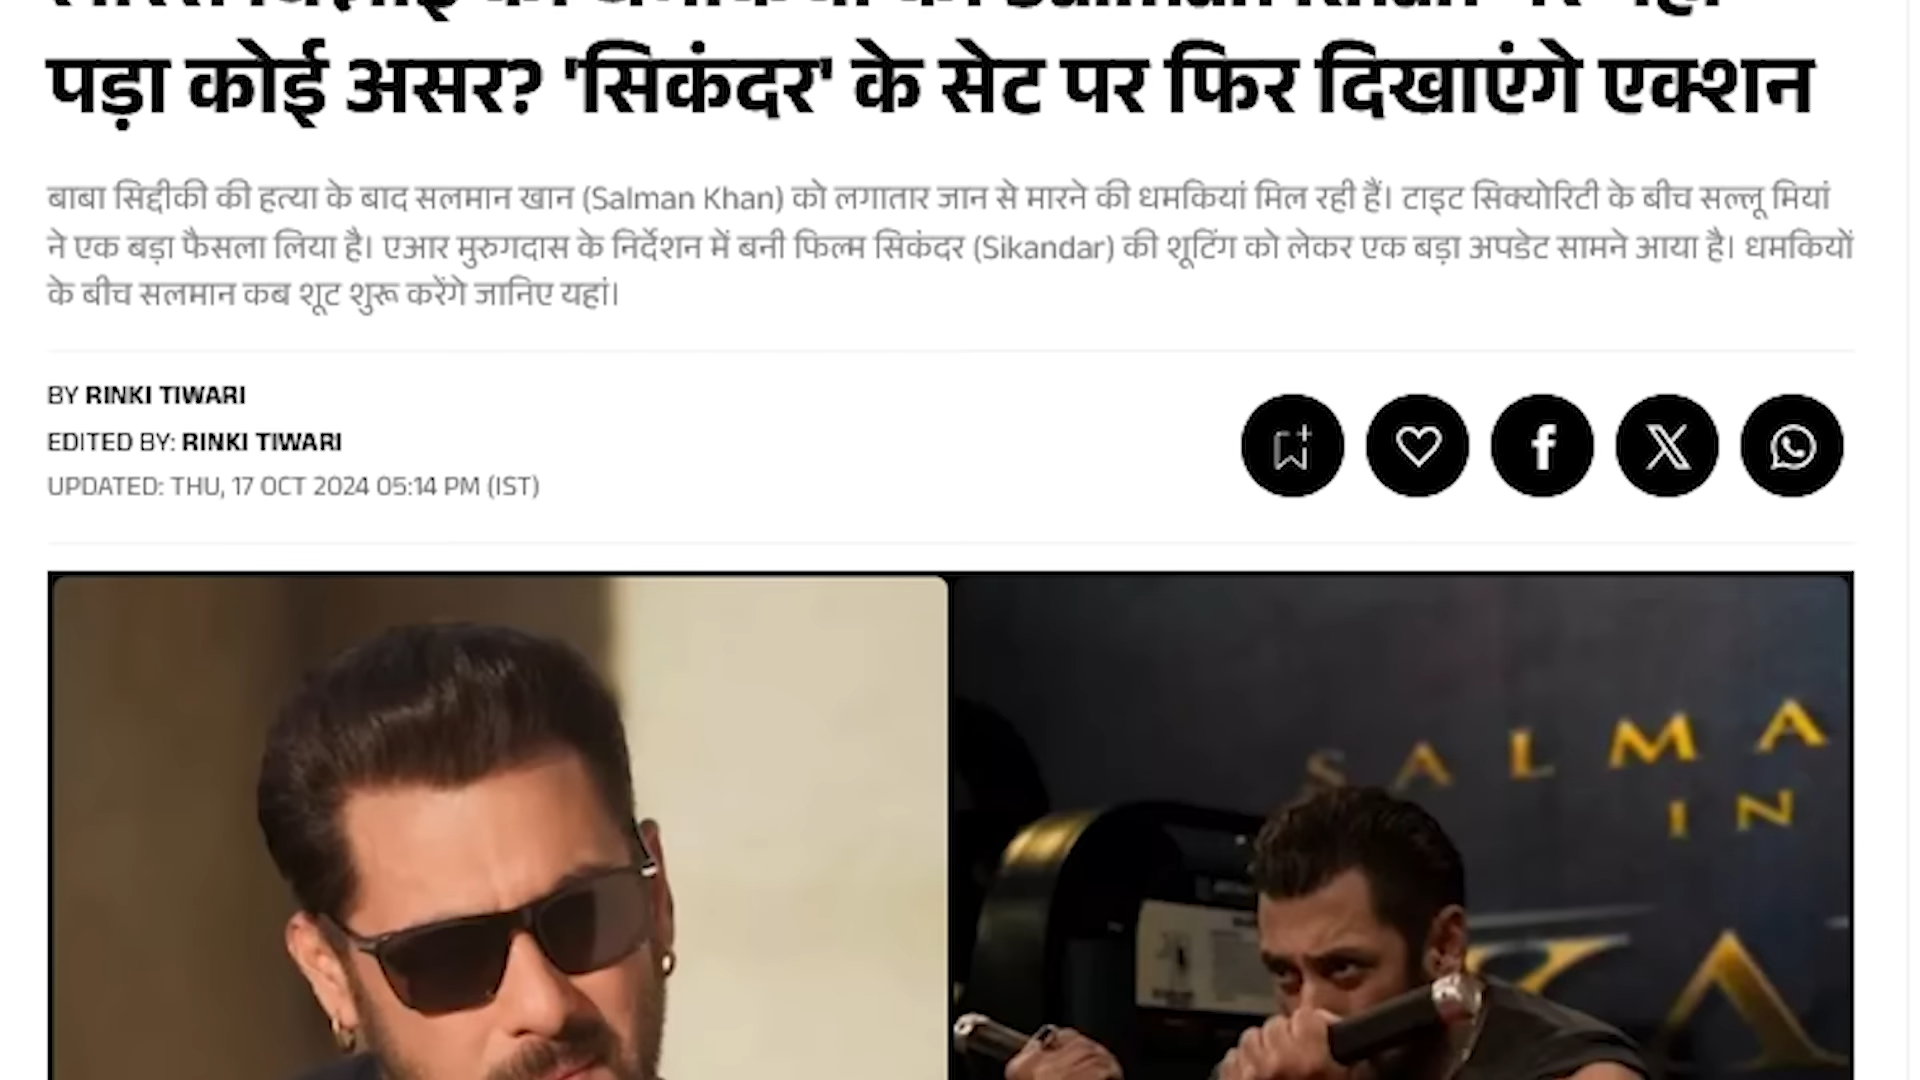 Salman Khan
पड़ा कोई असर? 'सिकंदर' के सेट पर फिर दिखाएंगे एक्शन
बाबा सिद्दीकी की हत्या के बाद सलमान खान (Salman Khan) को लगातार जान से मारने की धमकियां मिल रही हैं। टाइट सिक्योरिटी के बीच सल्लू मियां
ने एक बड़ा फैसला लिया है। एआर मुरुगदास के निर्देशन में बनी फिल्म सिकंदर (Sikandar) की शूटिंग को लेकर एक बड़ा अपडेट सामने आया है। धमकियों
के बीच सलमान कब शूट शुरू करेंगे जानिए यहां।
BY RINKI TIWARI
EDITED BY: RINKI TIWARI
UPDATED: THU, 17 OCT 2024 05:14 PM (IST)
SALMA
IN